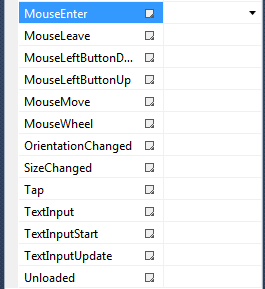 MouseEnter
MouseLeave
MouseLeftButtonD...
MouseLeftButtonUp
MouseMove
MouseWheel
OrientationChanged
SizeChanged
Tap
TextInput
TextInputStart
TextInputUpdate
Unloaded